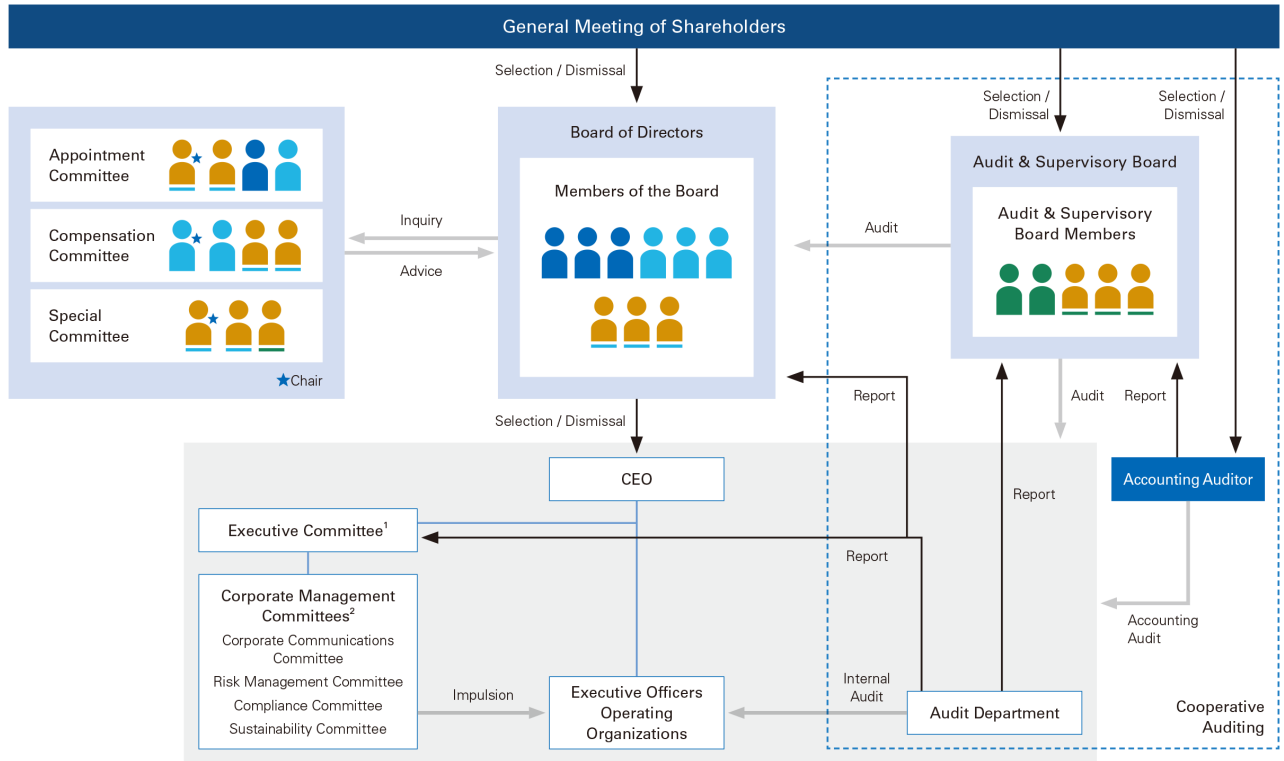 General Meeting of Shareholders
Selection / Dismissal
Selection /
Dismissal
Selection /
Dismissal
Appointment
Committee
Compensation
Committee
Special
Committee
Chair
Inquiry
Advice
Board of Directors
Members of the Board
Audit
Audit & Supervisory Board
Audit & Supervisory
Board Members
Report
Audit
Report
Selection / Dismissal
CEO
Accounting Auditor
Executive Committee¹
Report
Report
Corporate Management
Committees²
Corporate Communications
Committee
Risk Management Committee
Compliance Committee
Sustainability Committee
Impulsion
Executive Officers
Operating
Organizations
Internal
Audit
Audit Department
Accounting
Audit
Cooperative
Auditing